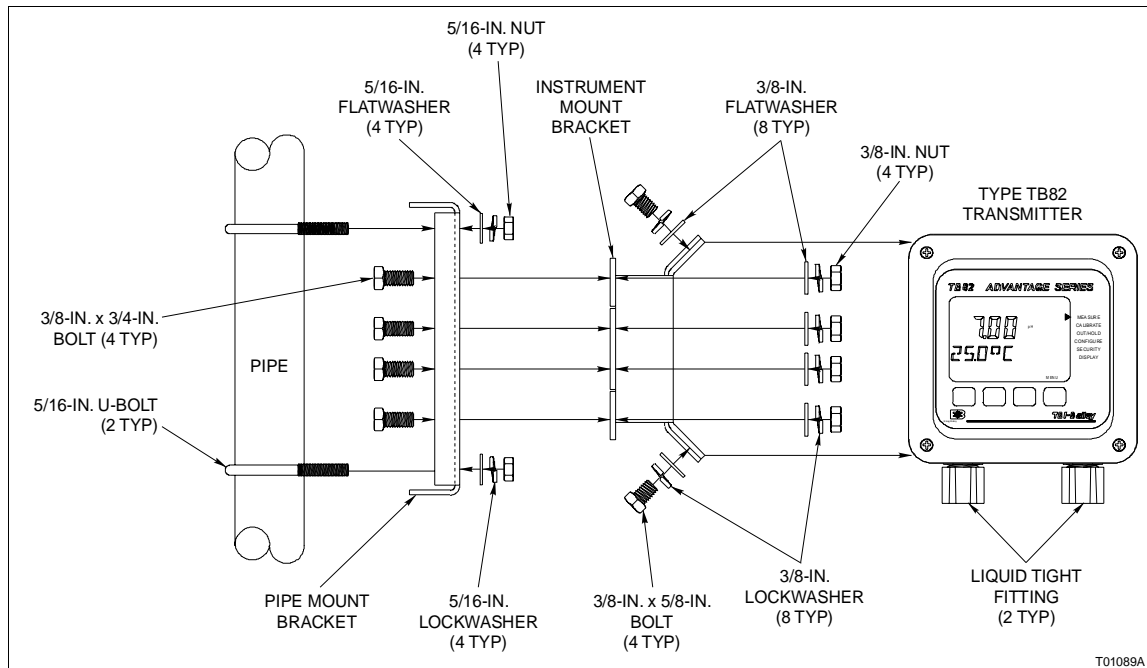 5/16-IN. NUT
(4 TYP)
5/16-IN.
FLATWASHER
(4 TYP)
INSTRUMENT
MOUNT
BRACKET
3/8-IN.
FLATWASHER
(8 TYP)
3/8-IN. NUT
(4 TYP)
TYPE TB82
TRANSMITTER
TB82 ADVANTAGE SERIES
7.00
pH
25.0°C
MEASURE
CALIBRATE
OUT/HOLD
CONFIGURE
SECURITY
DISPLAY
MENU
3/8-IN. x 3/4-IN.
BOLT (4 TYP)
PIPE
5/16-IN. U-BOLT
(2 TYP)
PIPE MOUNT
BRACKET
5/16-IN.
LOCKWASHER
(4 TYP)
3/8-IN. x 5/8-IN.
BOLT
(4 TYP)
3/8-IN.
LOCKWASHER
(8 TYP)
LIQUID TIGHT
FITTING
(2 TYP)
T01089A